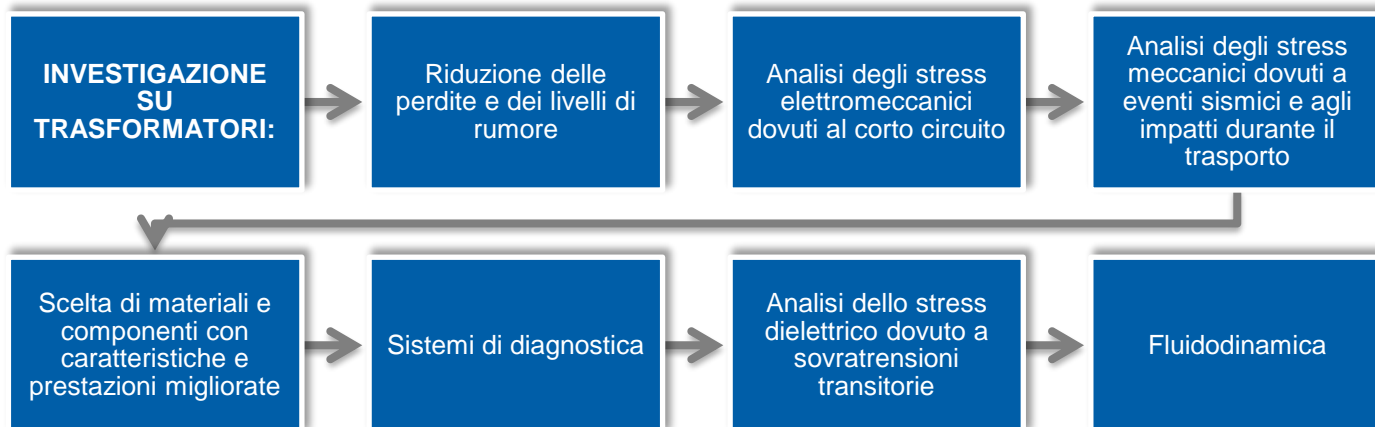 INVESTIGAZIONE
SU
TRASFORMATORI:
Riduzione delle
perdite e dei livelli di
rumore
Analisi degli stress
elettromeccanici
dovuti al corto circuito
Analisi degli stress
meccanici dovuti a
eventi sismici e agli
impatti durante il
trasporto
Scelta di materiali e
componenti con
caratteristiche e
prestazioni migliorate
Sistemi di diagnostica
Analisi dello stress
dielettrico dovuto a
sovratrensioni
transitorie
Fluidodinamica